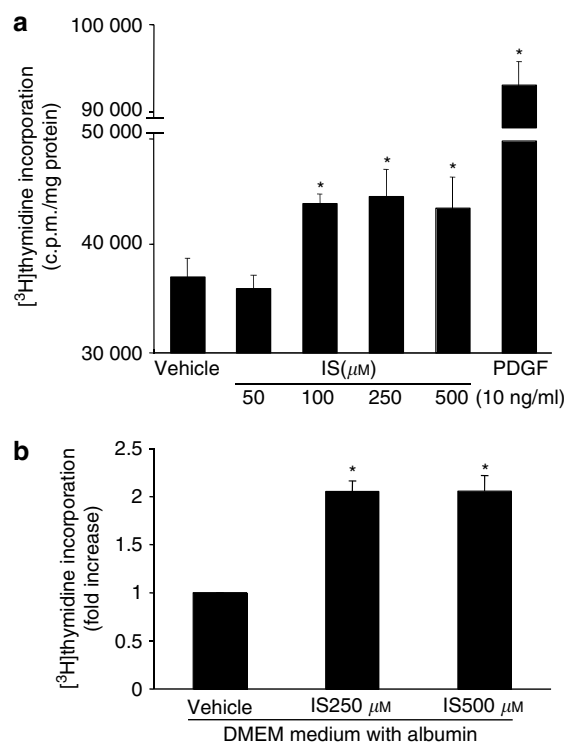 a
[³H]thymidine incorporation
(c.p.m./mg protein)
100 000
90 000
50 000
40 000
30 000
* * * *
Vehicle IS(μM) PDGF
50 100 250 500 (10 ng/ml)
b
[³H]thymidine incorporation
(fold increase)
2.5
2
1.5
1
0.5
0
* *
Vehicle IS250 μM IS500 μM
DMEM medium with albumin